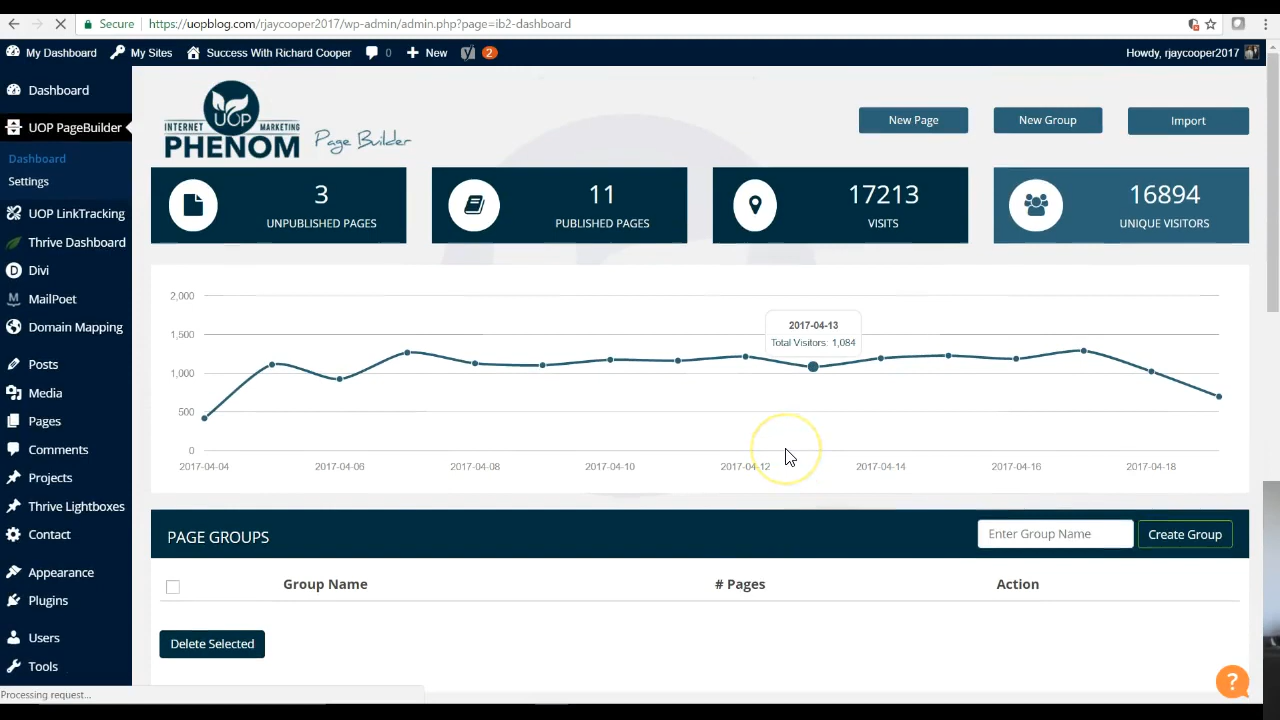 Secure https://uopblog.com/rjaycooper2017/wp-admin/admin.php?page=ib2-dashboard
My Dashboard My Sites Success With Richard Cooper 0 New 2 Howdy, rjaycooper2017
Dashboard
UOP PageBuilder
Dashboard
Settings
UOP LinkTracking
Thrive Dashboard
Divi
MailPoet
Domain Mapping
Posts
Media
Pages
Comments
Projects
Thrive Lightboxes
Contact
Appearance
Plugins
Users
Tools
UOP
INTERNET MARKETING
PHENOM Page Builder
New Page New Group Import
3 11 17213 16894
UNPUBLISHED PAGES PUBLISHED PAGES VISITS UNIQUE VISITORS
2,000
1,500
1,000
500
0
2017-04-13
Total Visitors: 1,084
2017-04-04 2017-04-06 2017-04-08 2017-04-10 2017-04-12 2017-04-14 2017-04-16 2017-04-18
PAGE GROUPS Enter Group Name Create Group
Group Name # Pages Action
Delete Selected
Processing request...
?